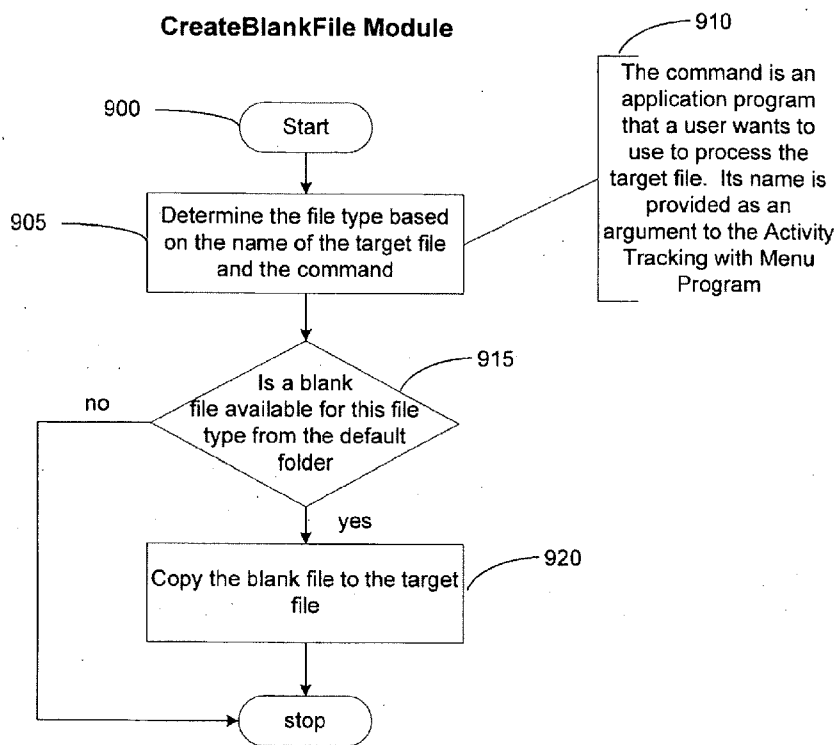 CreateBlankFile Module
910
The command is an
application program
that a user wants to
use to process the
target file. Its name is
provided as an
argument to the Activity
Tracking with Menu
Program
900
Start
905
Determine the file type based
on the name of the target file
and the command
915
Is a blank
file available for this file
type from the default
folder
no
yes
920
Copy the blank file to the target
file
stop